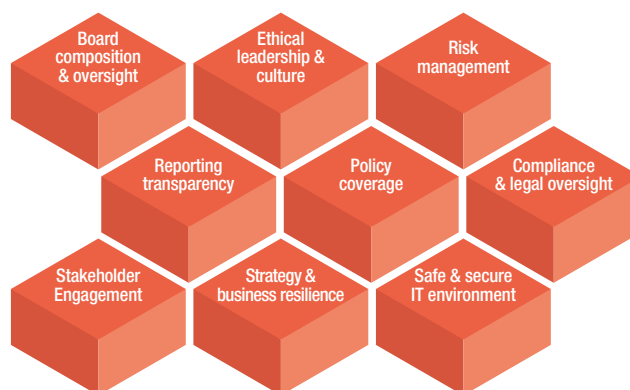 Board
composition
& oversight
Ethical
leadership &
culture
Risk
management
Reporting
transparency
Policy
coverage
Compliance
& legal oversight
Stakeholder
Engagement
Strategy &
business resilience
Safe & secure
IT environment